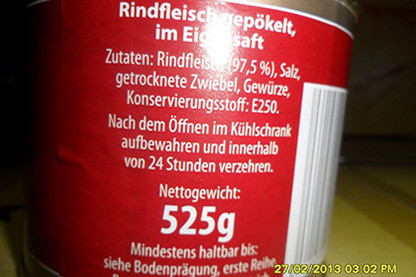 Rindfleisch gepökelt,
im Eigensaft
Zutaten: Rindfleisch (97,5 %), Salz,
getrocknete Zwiebel, Gewürze,
Konservierungsstoff: E250.
Nach dem Öffnen im Kühlschrank
aufbewahren und innerhalb
von 24 Stunden verzehren.
Nettogewicht:
525g
Mindestens haltbar bis:
siehe Bodenprägung, erste Reihe.
27/02/2013 03:02 PM